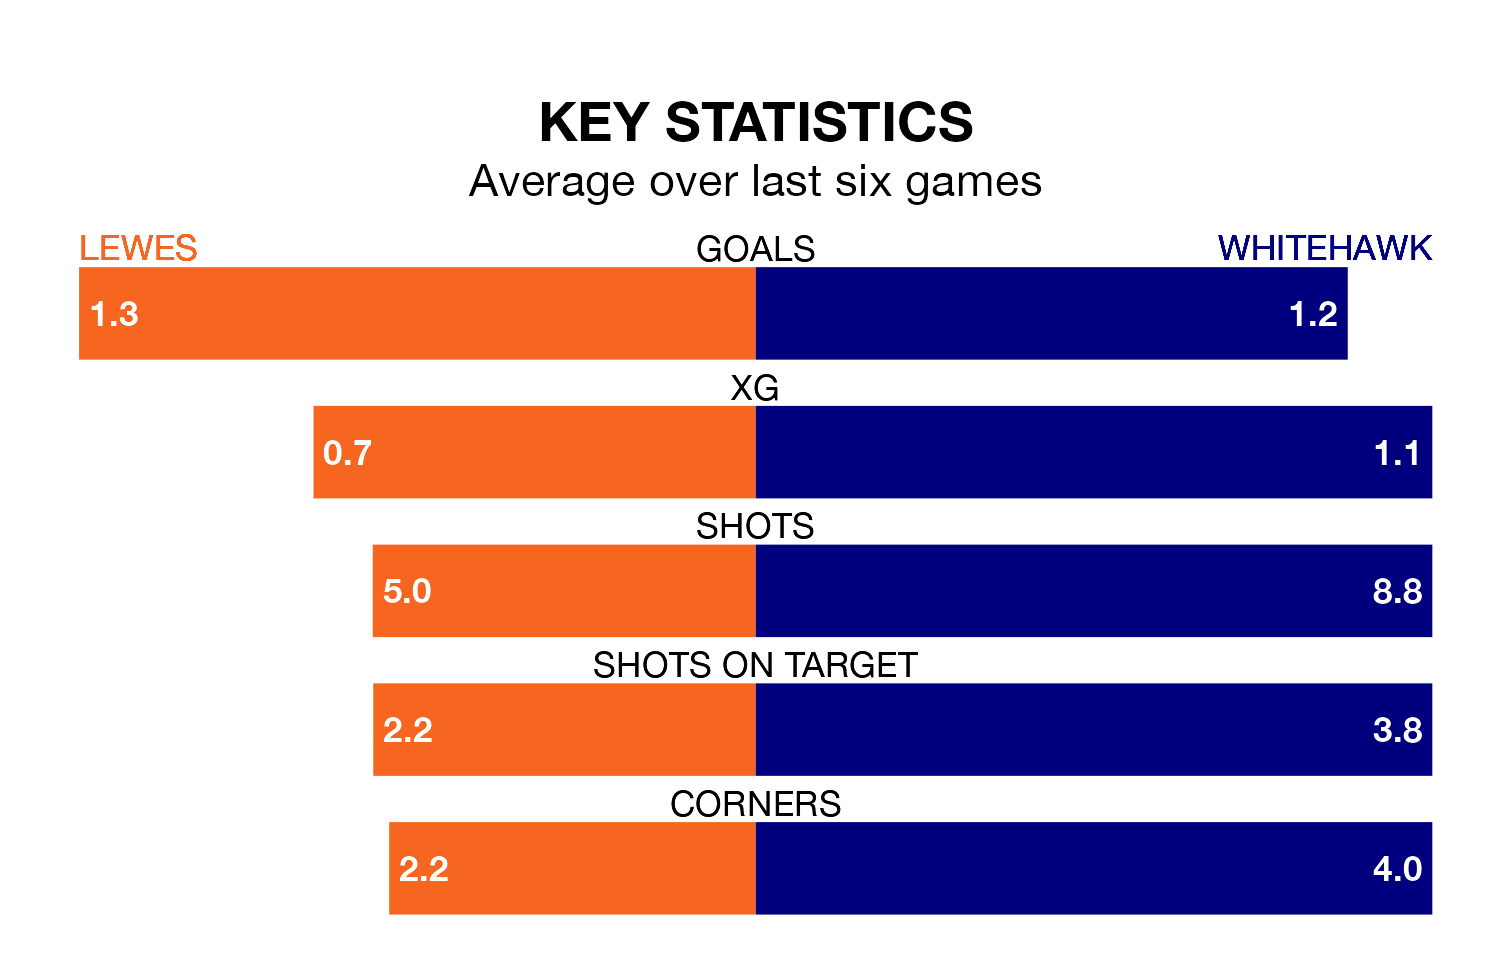 KEY STATISTICS
Average over last six games
LEWES GOALS WHITEHAWK
1.3 1.2
XG
0.7 1.1
SHOTS
5.0 8.8
SHOTS ON TARGET
2.2 3.8
CORNERS
2.2 4.0